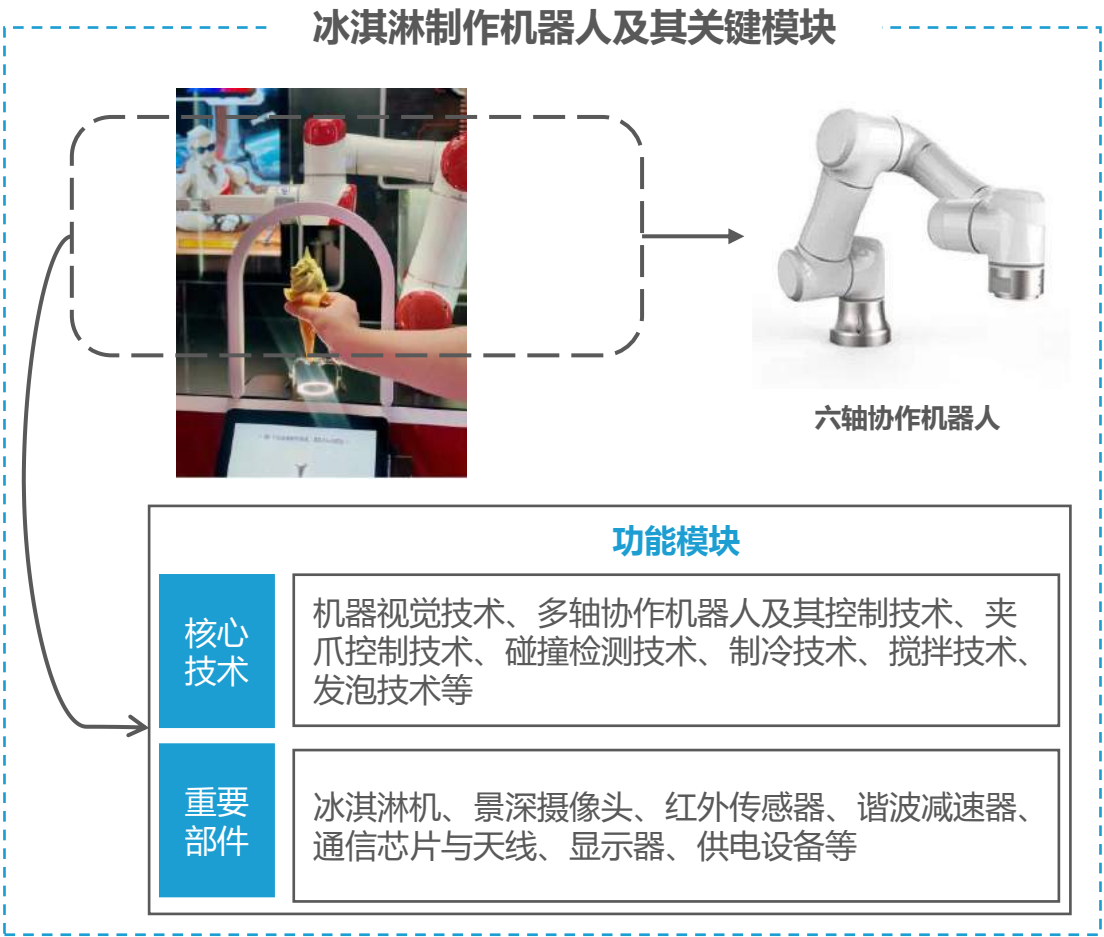 冰淇淋制作机器人及其关键模块
六轴协作机器人
功能模块
核心
技术
机器视觉技术、多轴协作机器人及其控制技术、夹
爪控制技术、碰撞检测技术、制冷技术、搅拌技术、
发泡技术等
重要
部件
冰淇淋机、景深摄像头、红外传感器、谐波减速器、
通信芯片与天线、显示器、供电设备等